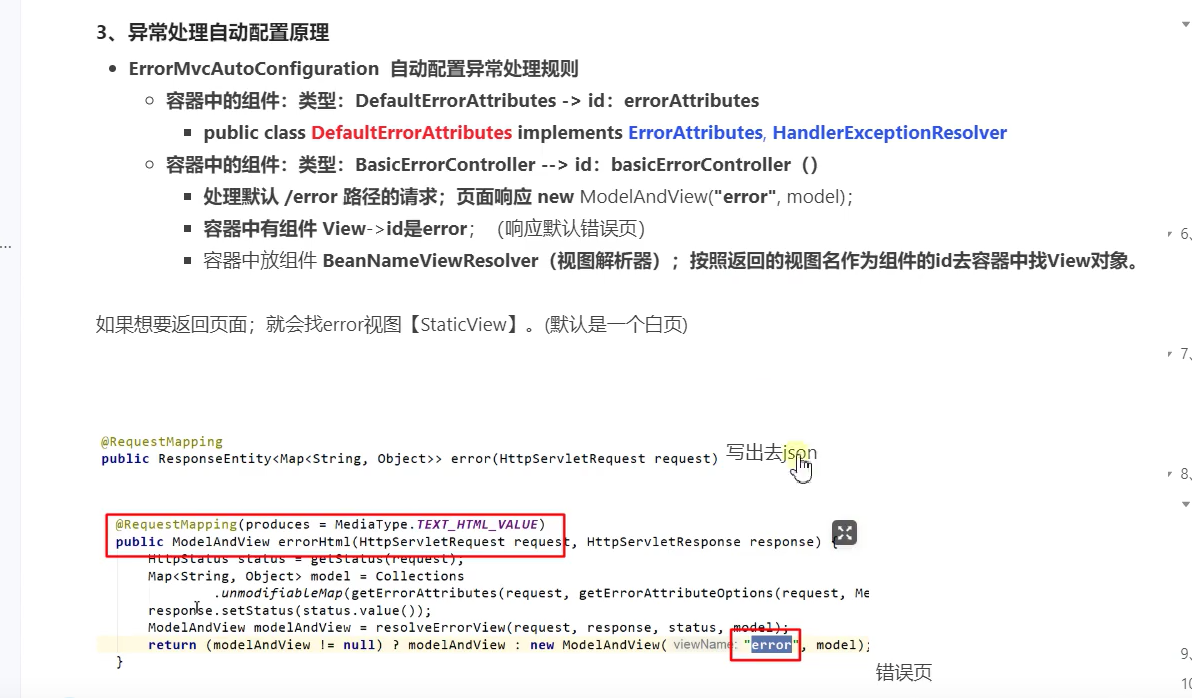 3、异常处理自动配置原理
• ErrorMvcAutoConfiguration 自动配置异常处理规则
○ 容器中的组件：类型：DefaultErrorAttributes -> id：errorAttributes
▪ public class DefaultErrorAttributes implements ErrorAttributes, HandlerExceptionResolver
○ 容器中的组件：类型：BasicErrorController --> id：basicErrorController（）
▪ 处理默认 /error 路径的请求；页面响应 new ModelAndView("error", model)；
▪ 容器中有组件 View->id是error；（响应默认错误页）
▪ 容器中放组件 BeanNameViewResolver（视图解析器）；按照返回的视图名作为组件的id去容器中找View对象。
...
6、
如果想要返回页面；就会找error视图【StaticView】。(默认是一个白页)
7、
@RequestMapping
public ResponseEntity<Map<String, Object>> error(HttpServletRequest request) 写出去json
8、
@RequestMapping(produces = MediaType.TEXT_HTML_VALUE)
public ModelAndView errorHtml(HttpServletRequest request, HttpServletResponse response) {
HttpStatus status = getStatus(request);
Map<String, Object> model = Collections
.unmodifiableMap(getErrorAttributes(request, getErrorAttributeOptions(request, Me
response.setStatus(status.value());
ModelAndView modelAndView = resolveErrorView(request, response, status, model);
return (modelAndView != null) ? modelAndView : new ModelAndView( viewName: "error", model);
}
错误页
9、
10